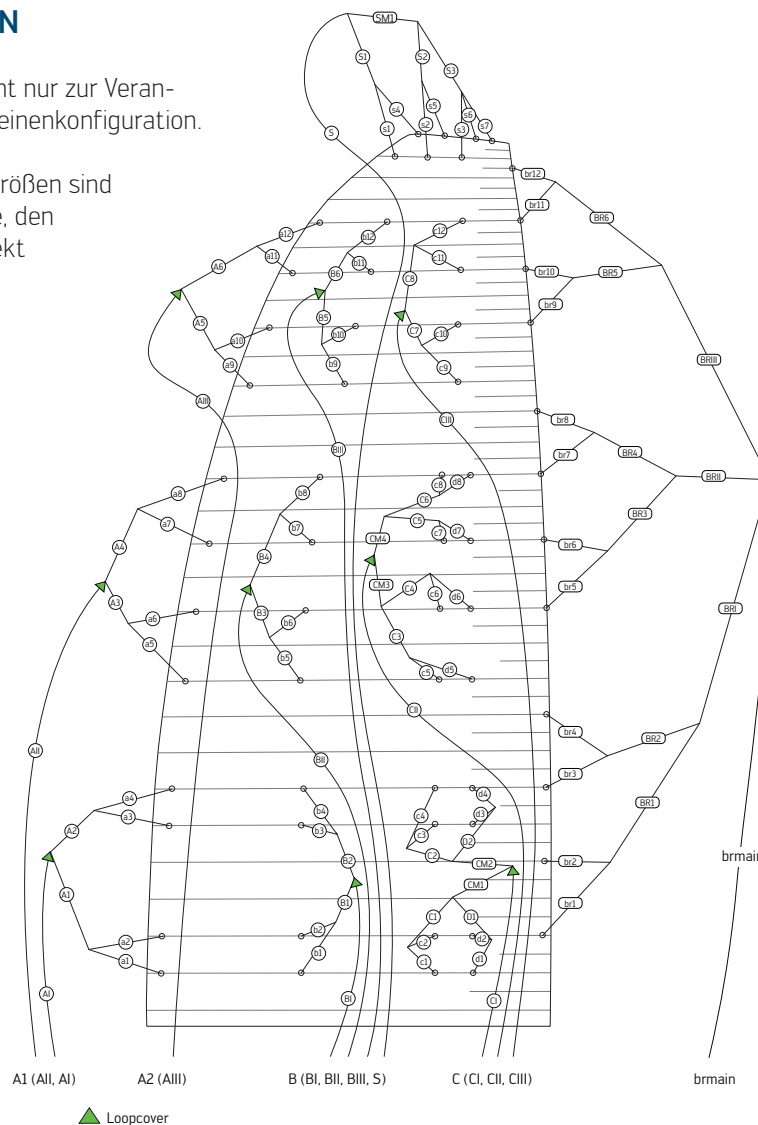 N
nt nur zur Veran-
einenkonfiguration.
rößen sind
e, den
ekt
SM1
S1
S2
S3
s4
s5
s6
s7
s1
s2
s3
S
br12
br11
BR6
a12
a11
A6
b12
b11
B6
c12
c11
C8
br10
BR5
br9
A5
a10
a9
B5
b10
b9
C7
c10
c9
BRIII
AIII
BIII
CIII
br8
br7
BR4
BRII
BR3
a8
a7
A4
b8
b7
B4
c8
d8
C6
C5
c7
d7
CM4
br6
br5
A3
a6
a5
B3
b6
b5
CM3
C4
c6
d6
C3
c5
d5
BRI
AII
BII
CII
br4
br3
BR2
BR1
a4
a3
A2
b4
b3
B2
c4
c3
C2
d4
d3
D2
CM2
br2
br1
brmain
A1
a2
a1
B1
b2
b1
CM1
C1
D1
c2
c1
d2
d1
AI
BI
CI
A1 (AII, AI) A2 (AIII) B (BI, BII, BIII, S) C (CI, CII, CIII) brmain
Loopcover